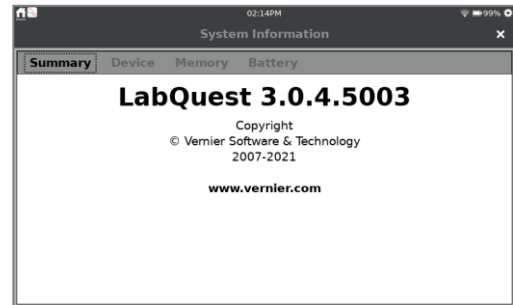 02:14PM 99%
System Information
Summary Device Memory Battery
LabQuest 3.0.4.5003
Copyright
© Vernier Software & Technology
2007-2021
www.vernier.com